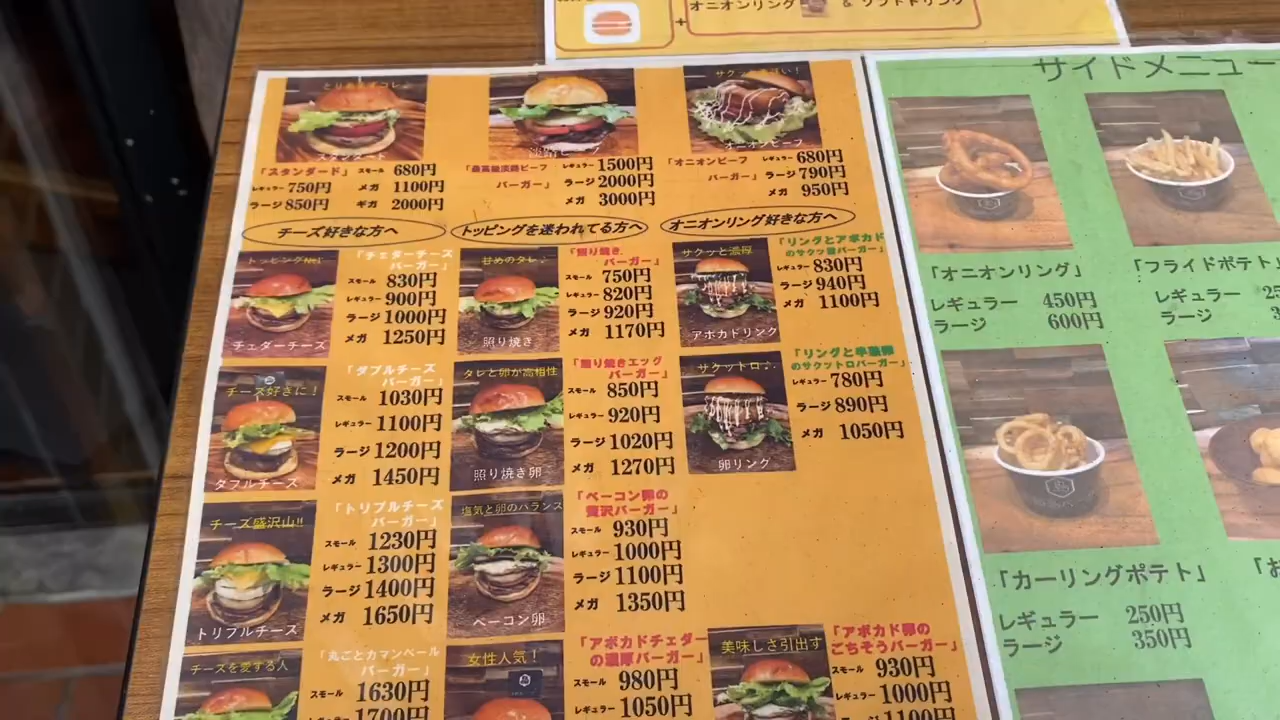 オニオンリング & ソフトドリンク
+
とりあえずコレ♪
スタンダード
「スタンダード」 スモール 680円
レギュラー 750円 メガ 1100円
ラージ 850円 ギガ 2000円
「最高級淡路ビーフ
バーガー」
レギュラー 1500円
ラージ 2000円
メガ 3000円
オニオンビーフ
「オニオンビーフ
バーガー」
レギュラー 680円
ラージ 790円
メガ 950円
チーズ好きな方へ
トッピングを迷われてる方へ
オニオンリング好きな方へ
チェダーチーズ
「チェダーチーズ
バーガー」
スモール 830円
レギュラー 900円
ラージ 1000円
メガ 1250円
チーズ好きに!
ダブルチーズ
「ダブルチーズ
バーガー」
スモール 1030円
レギュラー 1100円
ラージ 1200円
メガ 1450円
チーズ盛沢山!!
トリプルチーズ
「トリプルチーズ
バーガー」
スモール 1230円
レギュラー 1300円
ラージ 1400円
メガ 1650円
チーズを愛する人
「丸ごとカマンベール
バーガー」
スモール 1630円
レギュラー 1700円
甘めのタレ♪
照り焼き
「照り焼き
バーガー」
スモール 750円
レギュラー 820円
ラージ 920円
メガ 1170円
タレと卵が高相性
照り焼き卵
「照り焼きエッグ
バーガー」
スモール 850円
レギュラー 920円
ラージ 1020円
メガ 1270円
塩気と卵のバランス
ベーコン卵
「ベーコン卵の
贅沢バーガー」
スモール 930円
レギュラー 1000円
ラージ 1100円
メガ 1350円
女性人気!
「アボカドチェダー
の濃厚バーガー」
スモール 980円
レギュラー 1050円
サクッと濃厚
アボカドリング
「リングとアボカド
のサクッ濃バーガー」
レギュラー 830円
ラージ 940円
メガ 1100円
サクットロ♪
卵リング
「リングと半熟卵
のサクットロバーガー」
レギュラー 780円
ラージ 890円
メガ 1050円
美味しさ引出す
「アボカド卵の
ごちそうバーガー」
スモール 930円
レギュラー 1000円
1100円
サイドメニュー
「オニオンリング」
レギュラー 450円
ラージ 600円
「フライドポテト」
レギュラー
ラージ
「カーリングポテト」
レギュラー 250円
ラージ 350円